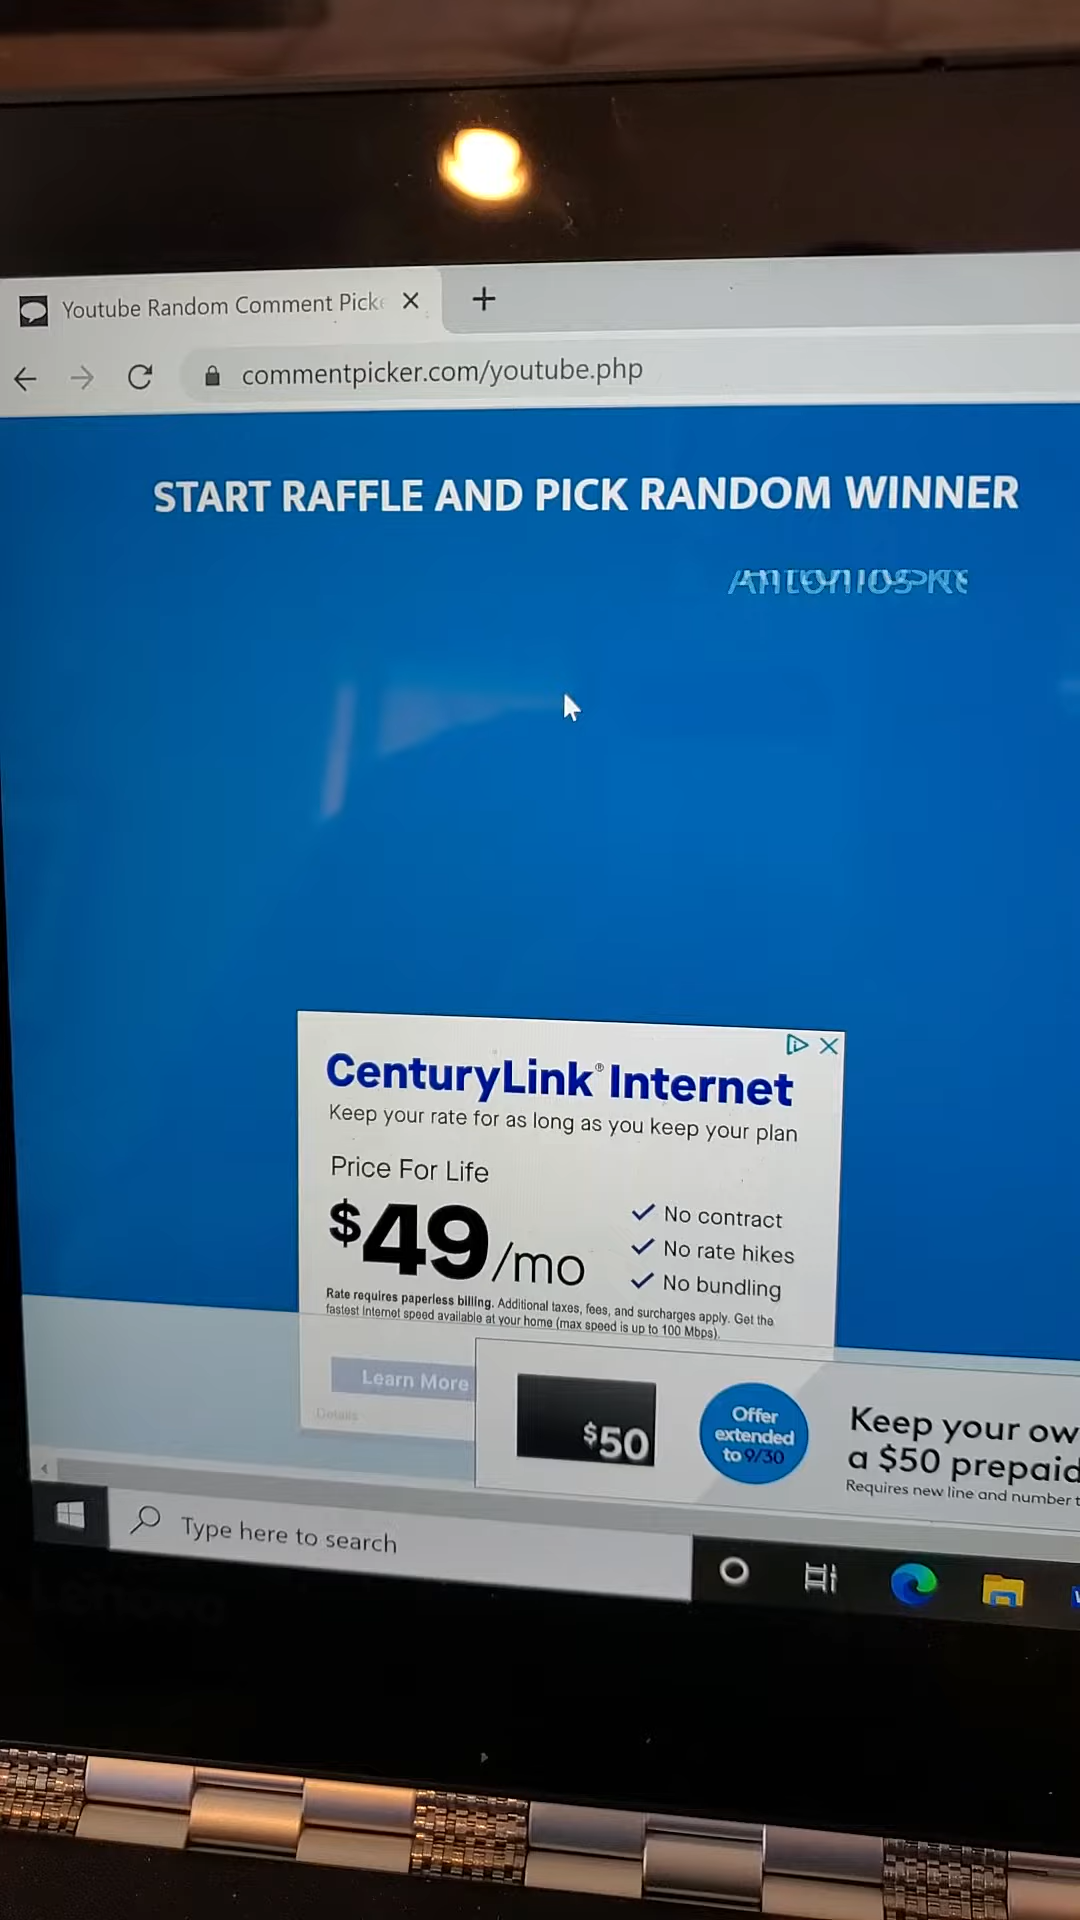 Youtube Random Comment Pick
commentpicker.com/youtube.php
START RAFFLE AND PICK RANDOM WINNER
CenturyLink® Internet
Keep your rate for as long as you keep your plan
Price For Life
$49/mo
✓ No contract
✓ No rate hikes
✓ No bundling
Rate requires paperless billing. Additional taxes, fees, and surcharges apply. Get the
fastest Internet speed available at your home (max speed is up to 100 Mbps).
Learn More
Details
$50
Offer
extended
to 9/30
Keep your ow
a $50 prepaid
Requires new line and number t
Type here to search
Lenovo